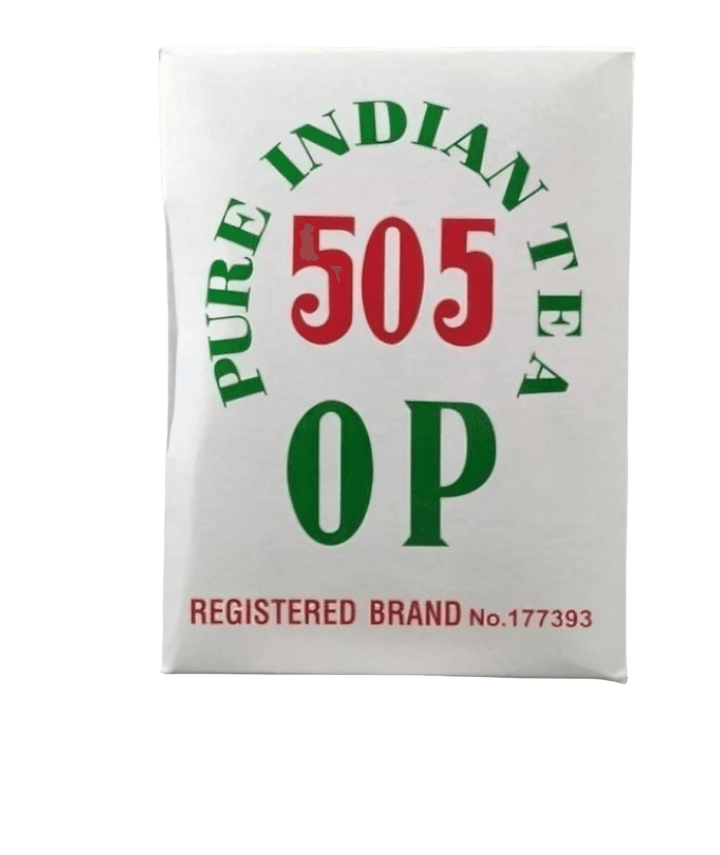 PURE INDIAN TEA
505
OP
REGISTERED BRAND No.177393